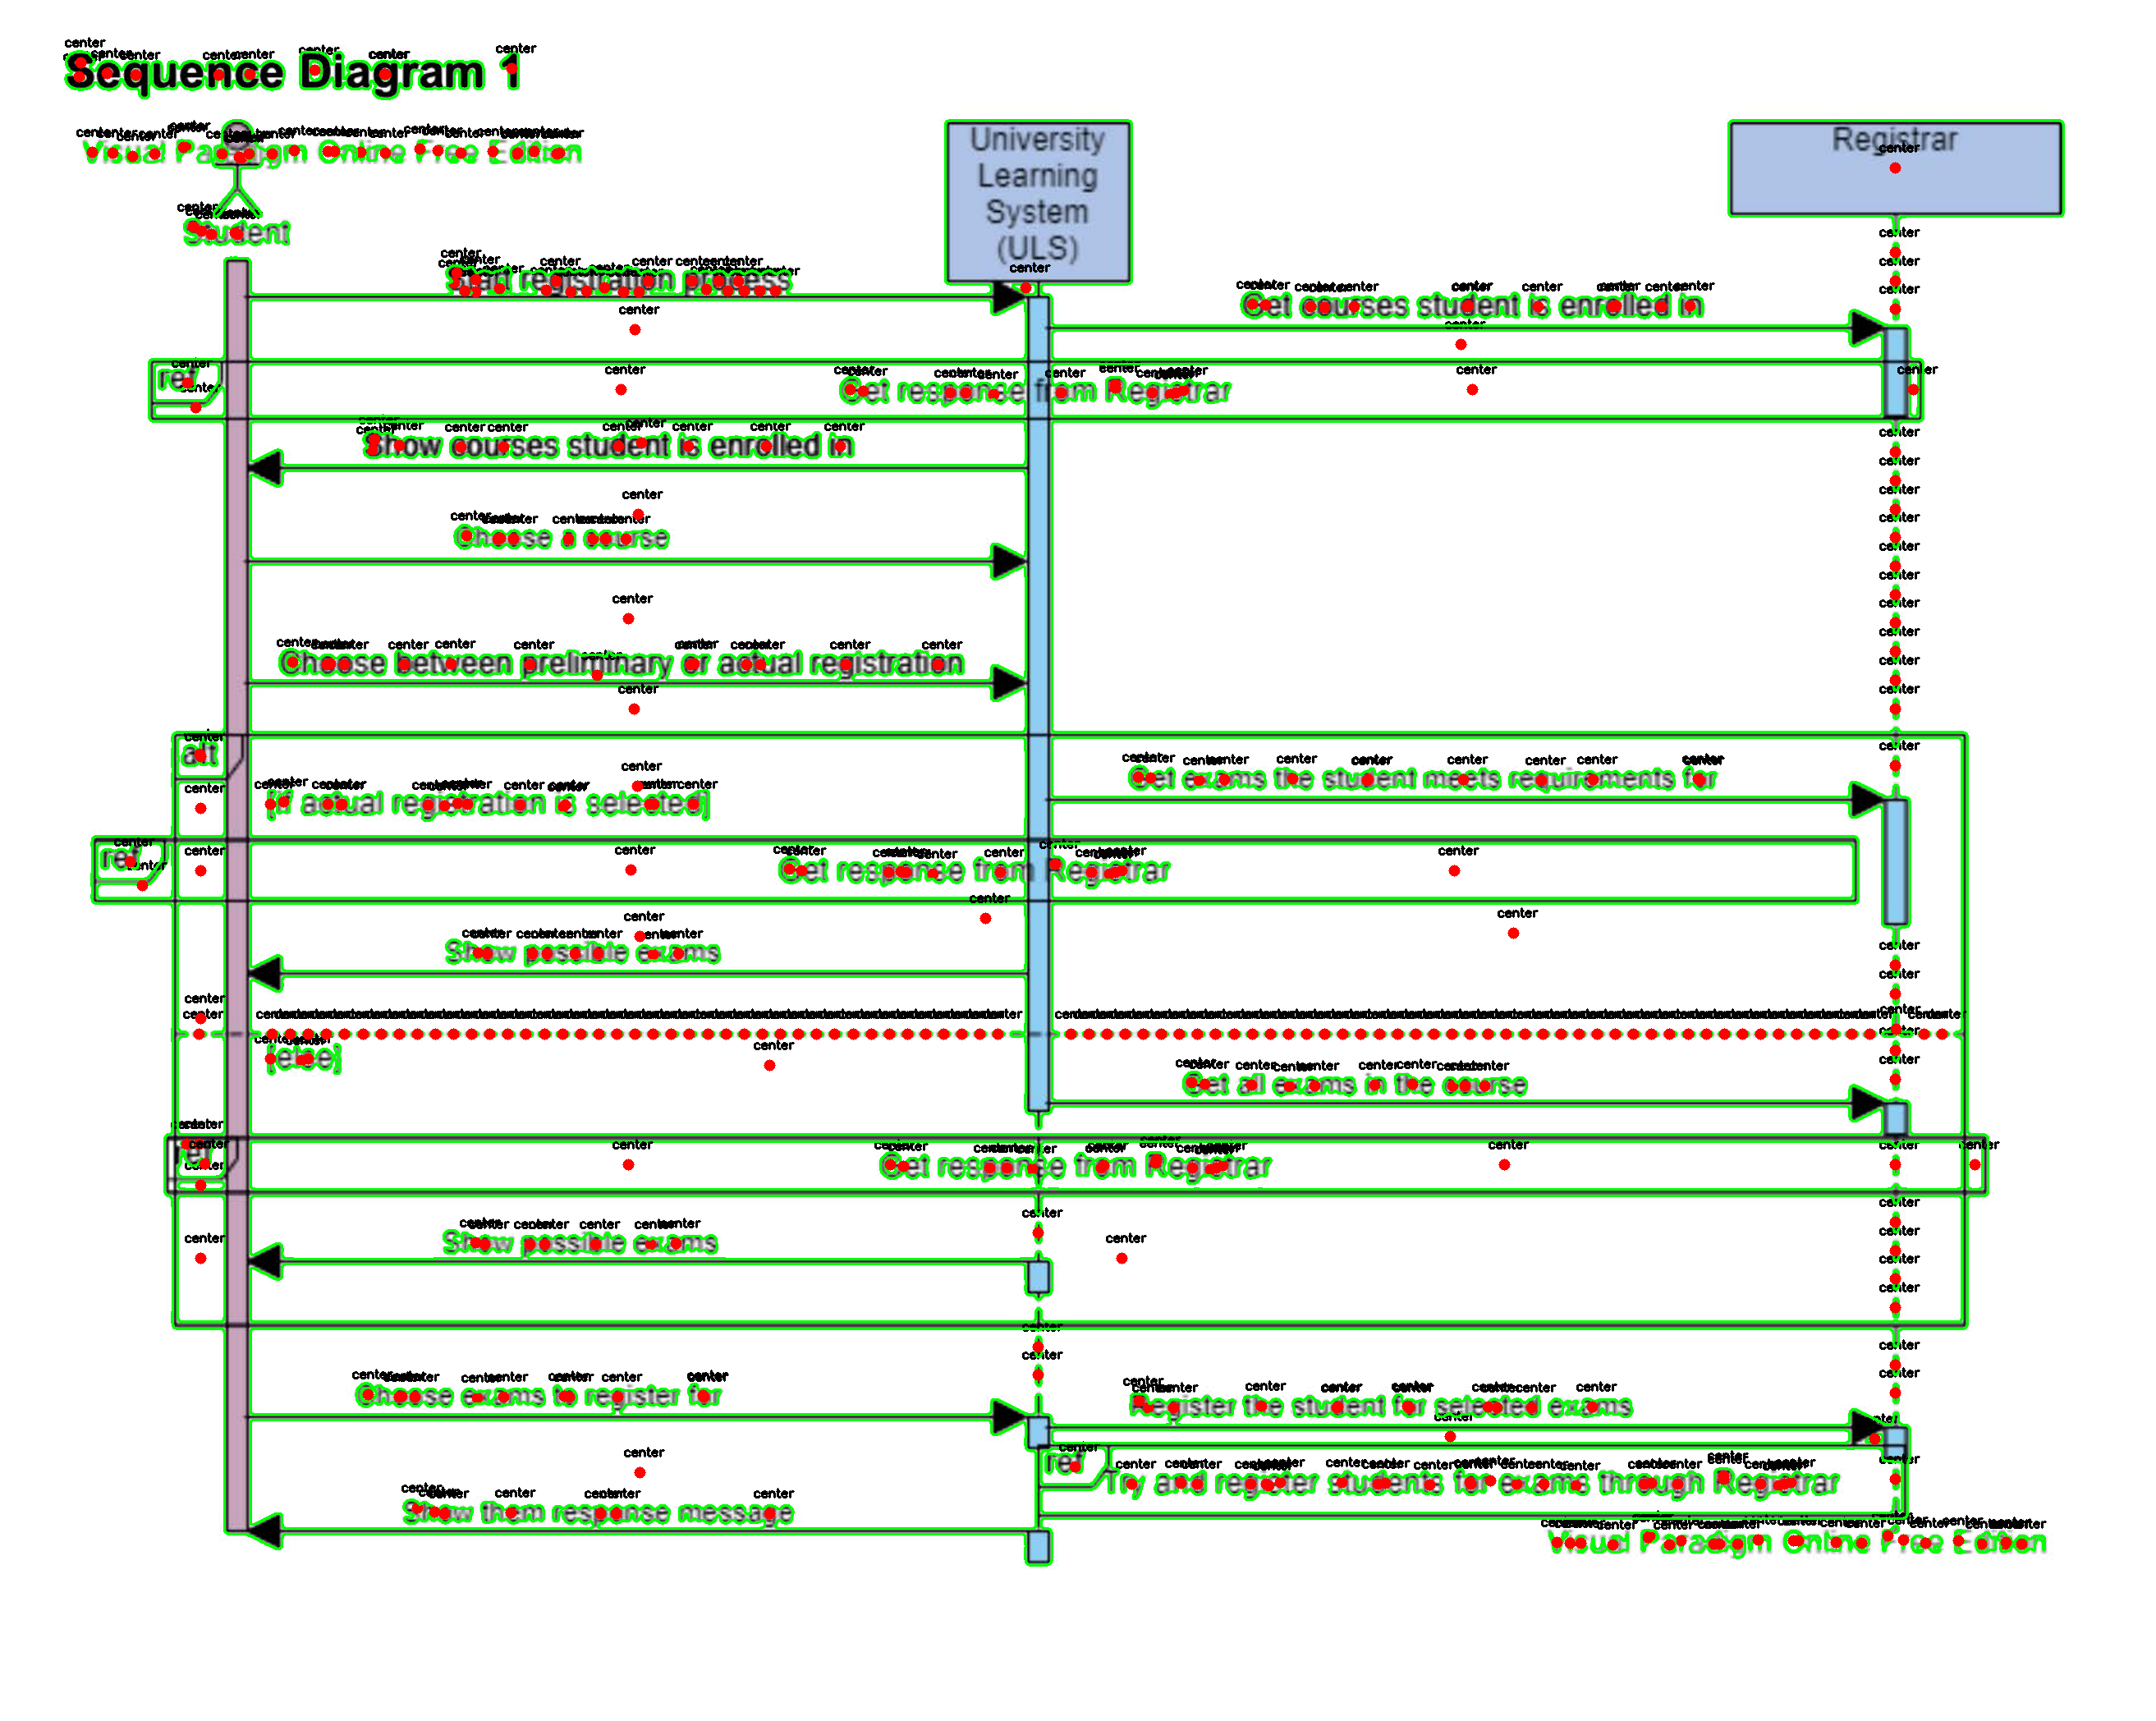 Sequence Diagram 1
Visual Paradigm Online Free Edition
Student
University
Learning
System
(ULS)
Registrar
Start registration process
Get courses student is enrolled in
ref
Get response from Registrar
Show courses student is enrolled in
Choose a course
Choose between preliminary or actual registration
alt
Get exams the student meets requirements for
[if actual registration is selected]
ref
Get response from Registrar
Show possible exams
[else]
Get all exams in the course
ref
Get response from Registrar
Show possible exams
Choose exams to register for
Register the student for selected exams
ref
Try and register students for exams through Registrar
Show them response message
Visual Paradigm Online Free Edition
center